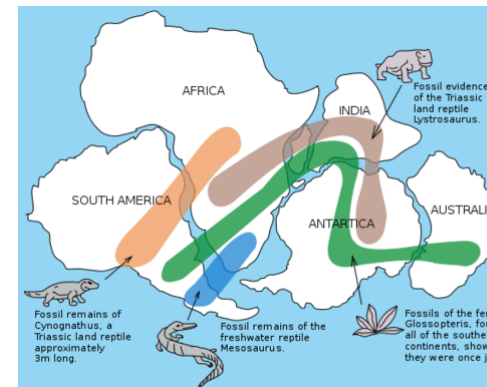 AFRICA
INDIA
Fossil evidence
of the Triassic
land reptile
Lystrosaurus.
SOUTH AMERICA
ANTARTICA
AUSTRALI
Fossil remains of
Cynognathus, a
Triassic land reptile
approximately
3m long.
Fossil remains of the
freshwater reptile
Mesosaurus.
Fossils of the fer
Glossopteris, fou
all of the southe
continents, show
they were once j